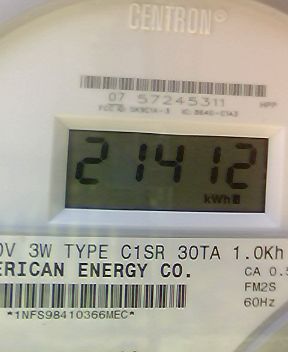 CENTRON®
07 57245311 HPP
21412
kWh
0V 3W TYPE C1SR 30TA 1.0Kh
ERICAN ENERGY CO. CA 0.5
FM2S
60Hz
*1NFS98410366MEC*